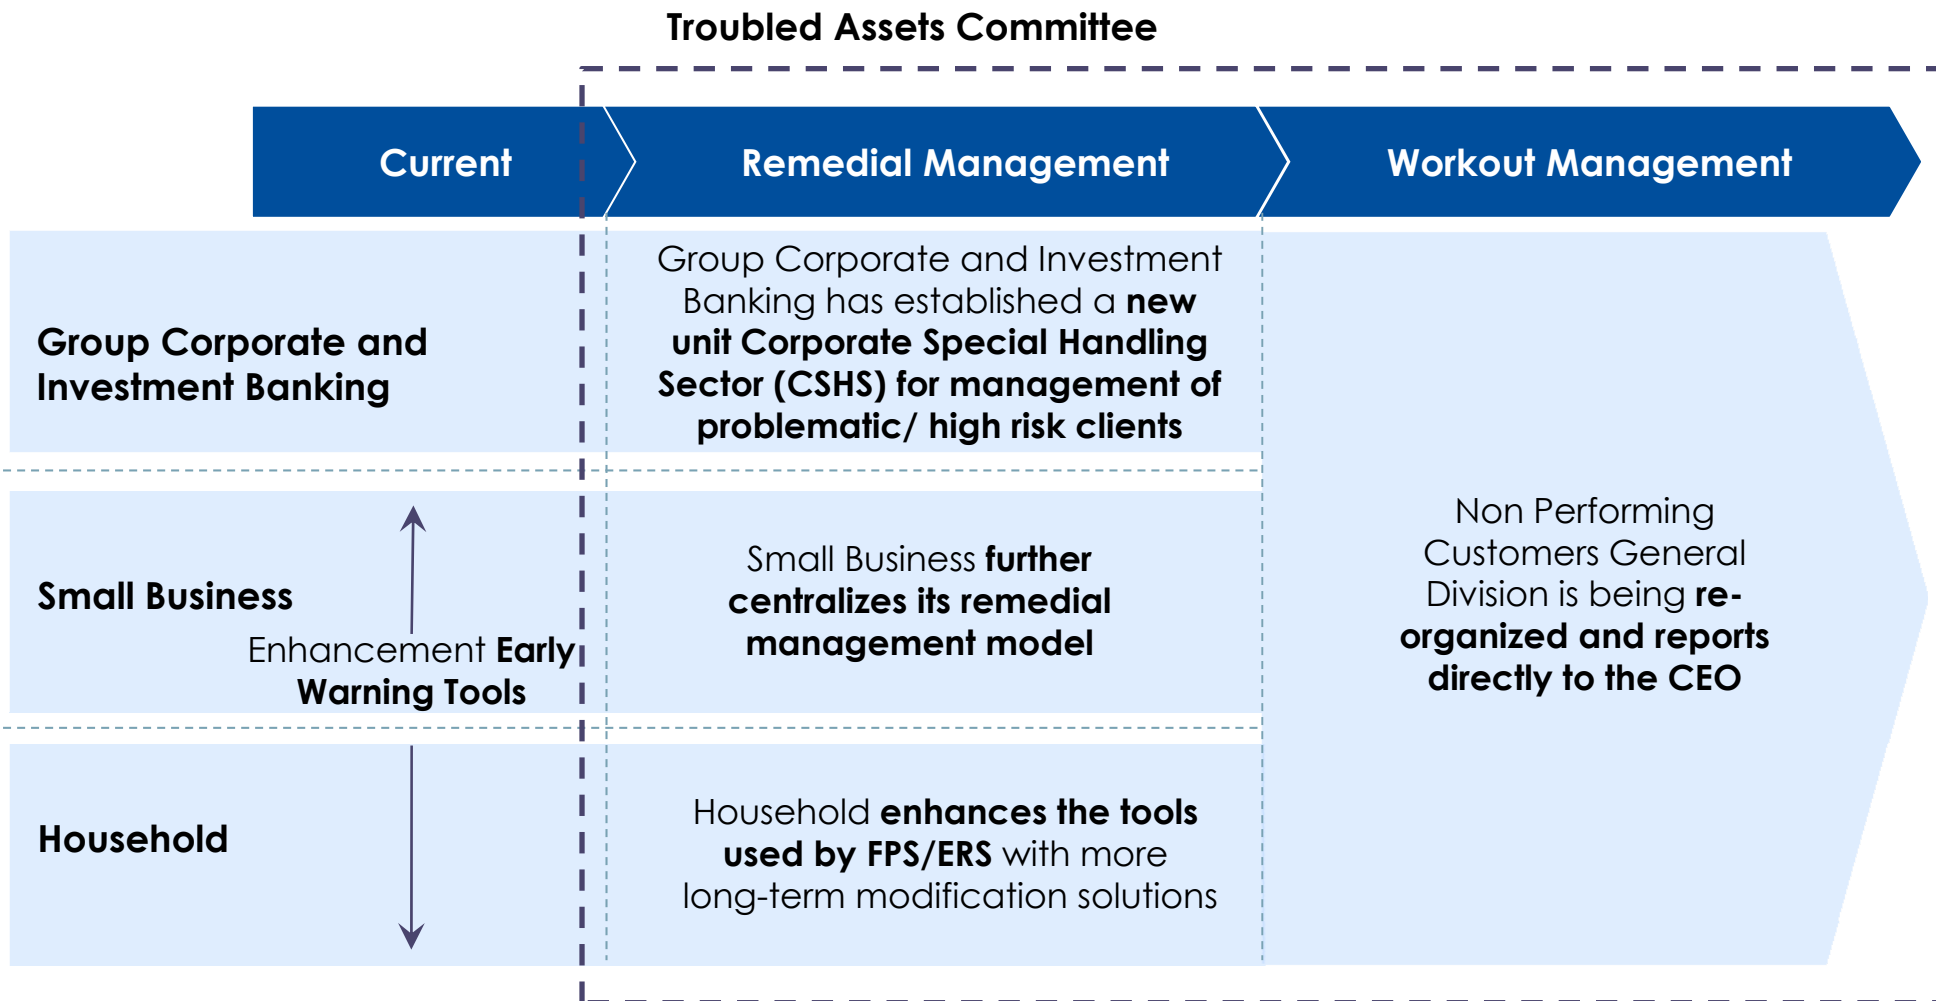 Troubled Assets Committee
Current
Remedial Management
Workout Management
Group Corporate and
Investment Banking
Group Corporate and Investment
Banking has established a new
unit Corporate Special Handling
Sector (CSHS) for management of
problematic/ high risk clients
Small Business
Enhancement Early
Warning Tools
Small Business further
centralizes its remedial
management model
Household
Household enhances the tools
used by FPS/ERS with more
long-term modification solutions
Non Performing
Customers General
Division is being re-
organized and reports
directly to the CEO